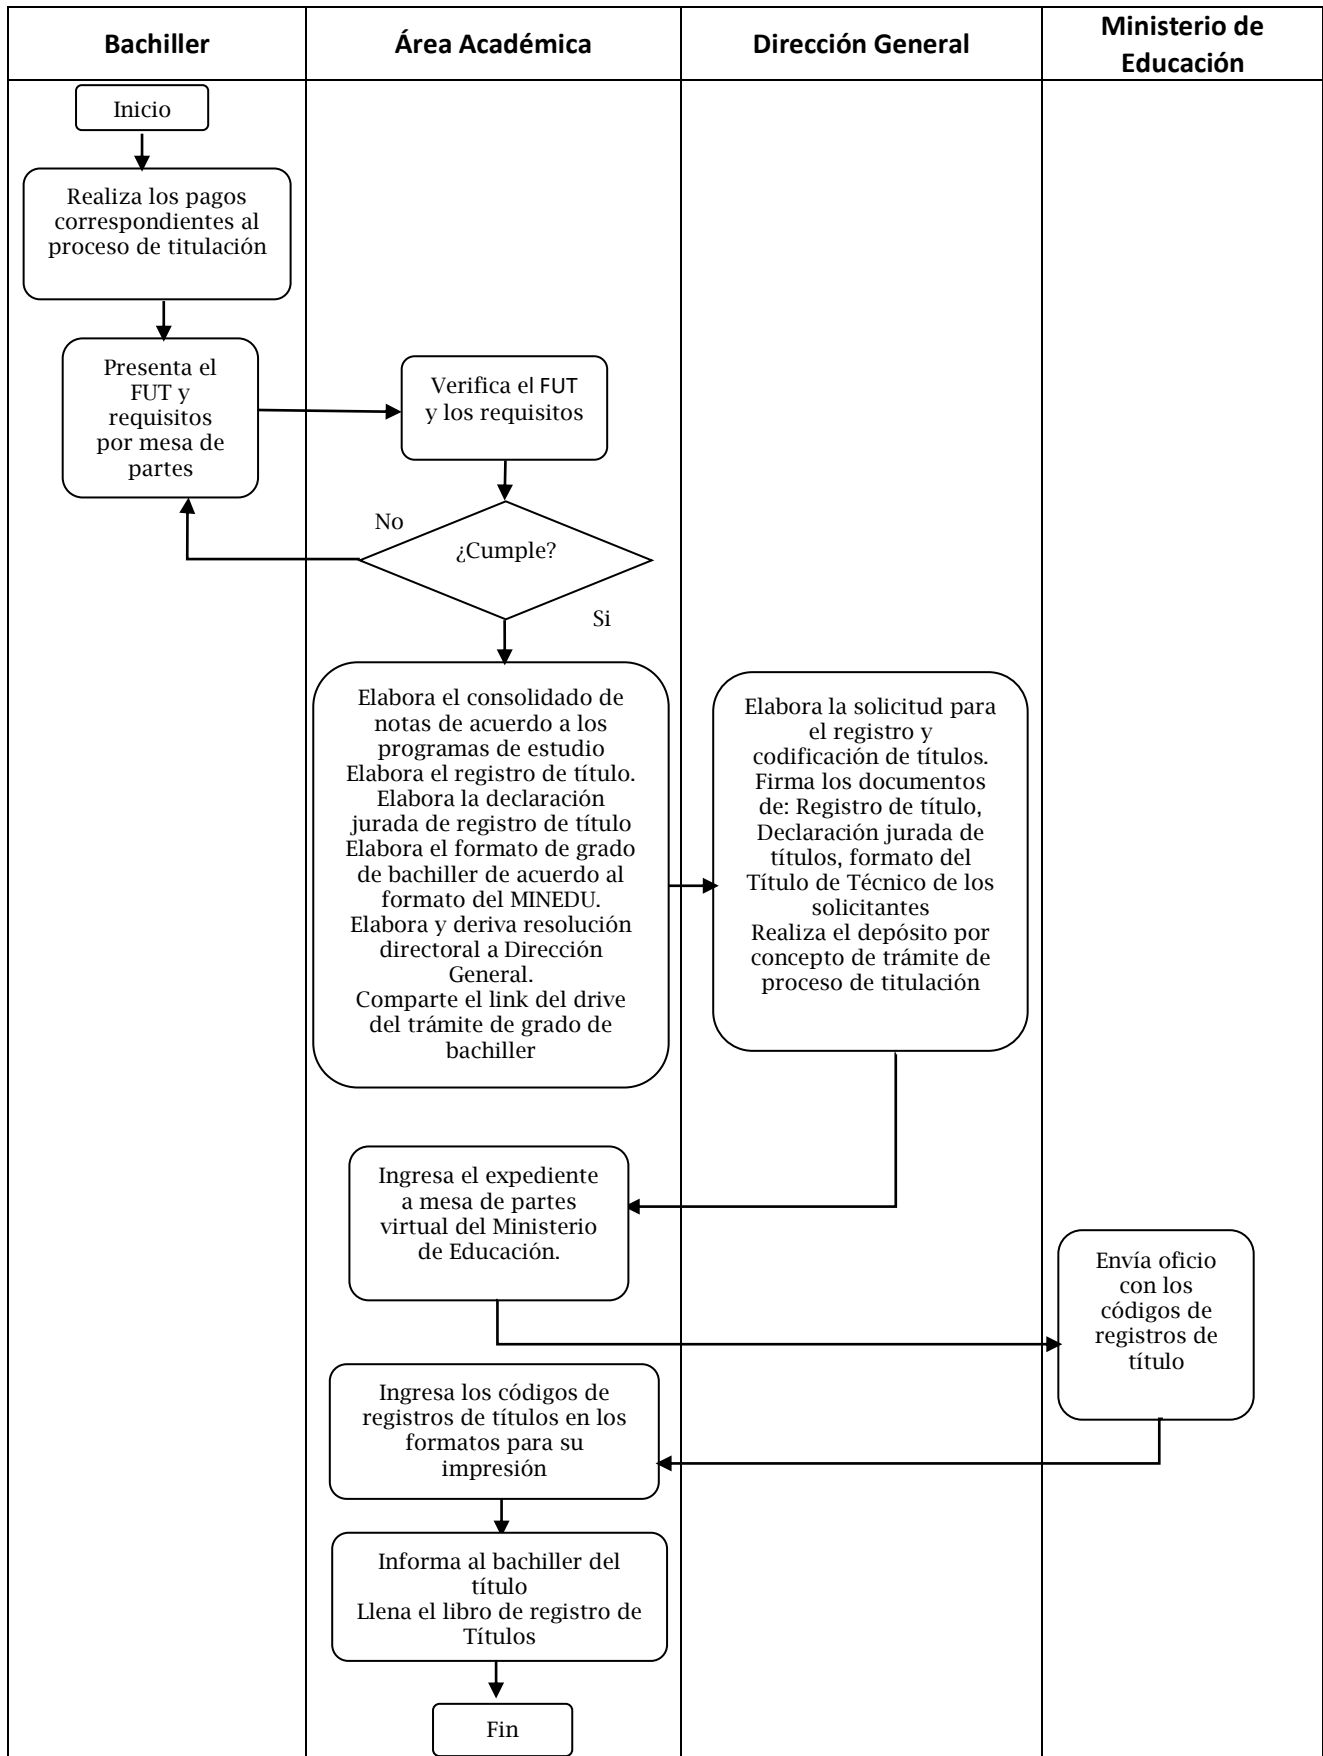 Bachiller
Área Académica
Dirección General
Ministerio de
Educación
Inicio
Realiza los pagos
correspondientes al
proceso de titulación
Presenta el
FUT y
requisitos
por mesa de
partes
Verifica el FUT
y los requisitos
No
¿Cumple?
Si
Elabora el consolidado de
notas de acuerdo a los
programas de estudio
Elabora el registro de título.
Elabora la declaración
jurada de registro de título
Elabora el formato de grado
de bachiller de acuerdo al
formato del MINEDU.
Elabora y deriva resolución
directoral a Dirección
General.
Comparte el link del drive
del trámite de grado de
bachiller
Elabora la solicitud para
el registro y
codificación de títulos.
Firma los documentos
de: Registro de título,
Declaración jurada de
títulos, formato del
Título de Técnico de los
solicitantes
Realiza el depósito por
concepto de trámite de
proceso de titulación
Ingresa el expediente
a mesa de partes
virtual del Ministerio
de Educación.
Envía oficio
con los
códigos de
registros de
título
Ingresa los códigos de
registros de títulos en los
formatos para su
impresión
Informa al bachiller del
título
Llena el libro de registro de
Títulos
Fin